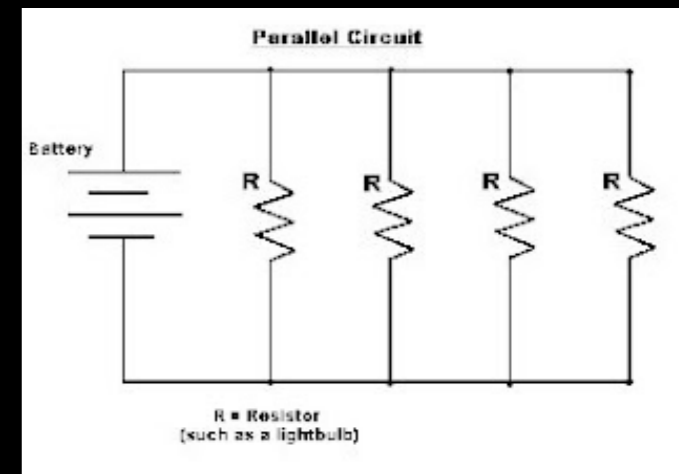 Parallel Circuit
Battery
R R R R
R = Resistor
(such as a lightbulb)